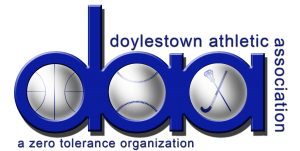 doylestown athletic
association
daa
a zero tolerance organization